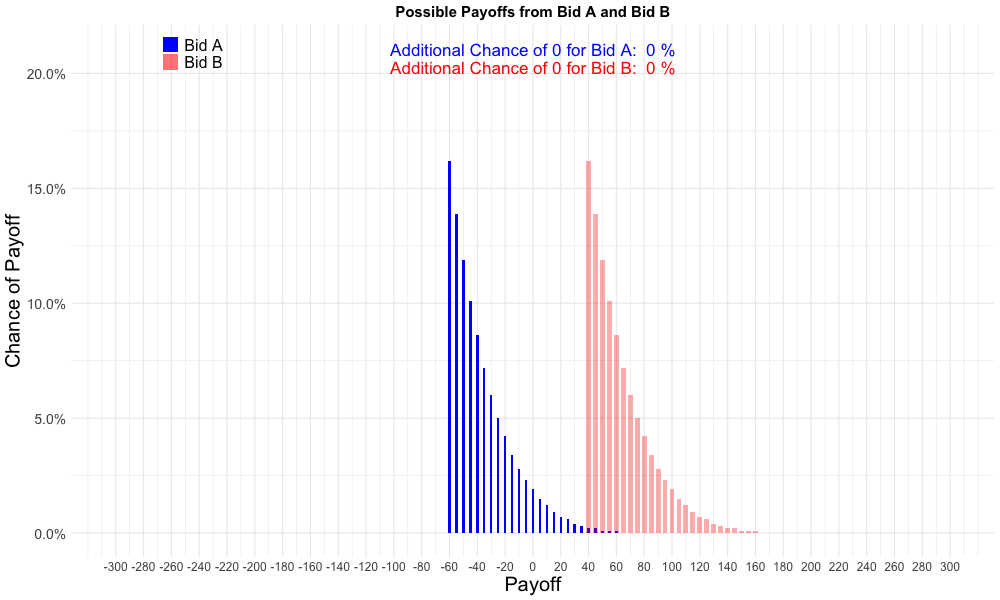 Possible Payoffs from Bid A and Bid B
Bid A
Bid B
Additional Chance of 0 for Bid A:  0 %
Additional Chance of 0 for Bid B:  0 %
Chance of Payoff
20.0%
15.0%
10.0%
5.0%
0.0%
-300 -280 -260 -240 -220 -200 -180 -160 -140 -120 -100 -80 -60 -40 -20 0 20 40 60 80 100 120 140 160 180 200 220 240 260 280 300
Payoff